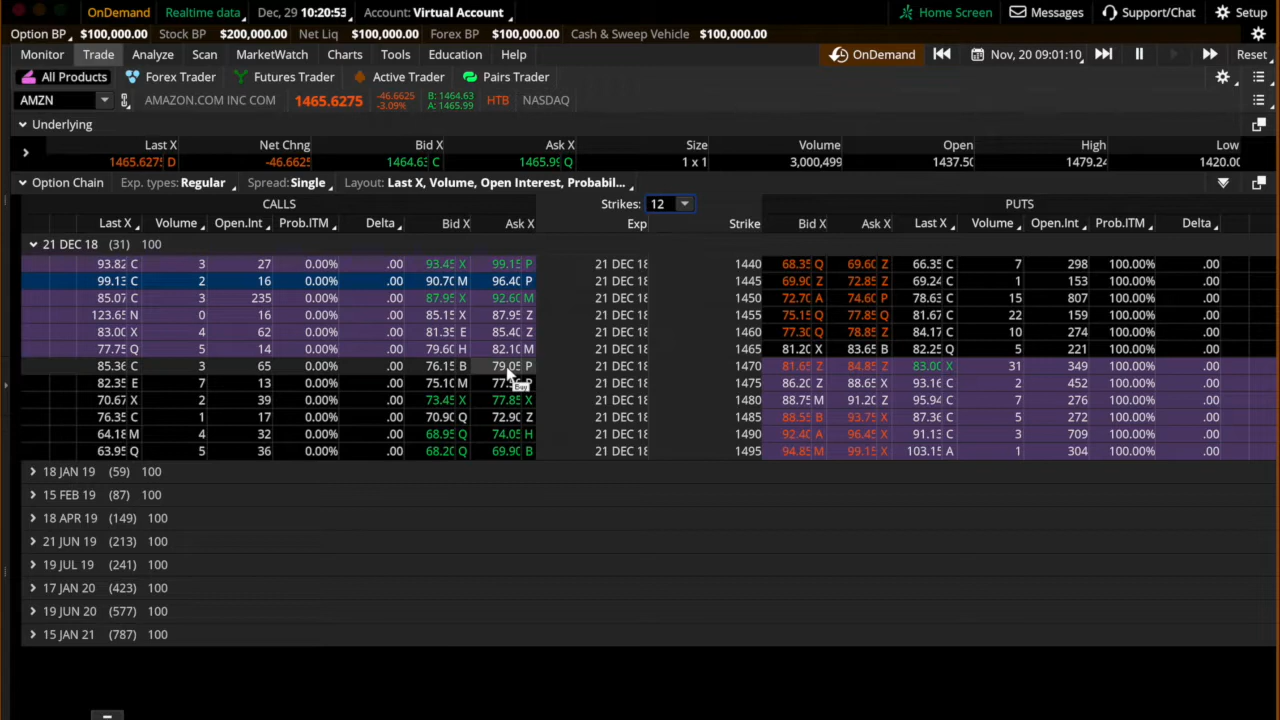 OnDemand Realtime data Dec, 29 10:20:53 Account: Virtual Account Home Screen Messages Support/Chat Setup
Option BP $100,000.00 Stock BP $200,000.00 Net Liq $100,000.00 Forex BP $100,000.00 Cash & Sweep Vehicle $100,000.00
Monitor Trade Analyze Scan MarketWatch Charts Tools Education Help OnDemand Nov, 20 09:01:10 Reset
All Products Forex Trader Futures Trader Active Trader Pairs Trader
AMZN AMAZON.COM INC COM 1465.6275 -46.6625 -3.09% B: 1464.63 A: 1465.99 HTB NASDAQ
Underlying
Last X Net Chng Bid X Ask X Size Volume Open High Low
1465.6275 D -46.6625 1464.63 C 1465.99 Q 1 x 1 3,000,499 1437.50 1479.24 1420.00
Option Chain Exp. types: Regular Spread: Single Layout: Last X, Volume, Open Interest, Probabil...
CALLS Strikes: 12 PUTS
Last X Volume Open.Int Prob.ITM Delta Bid X Ask X Exp Strike Bid X Ask X Last X Volume Open.Int Prob.ITM Delta
21 DEC 18 (31) 100
93.82 C 3 27 0.00% .00 93.45 X 99.15 P 21 DEC 18 1440 68.35 Q 69.60 Z 66.35 C 7 298 100.00% .00
99.13 C 2 16 0.00% .00 90.70 M 96.40 P 21 DEC 18 1445 69.90 Z 72.85 Z 69.24 C 1 153 100.00% .00
85.07 C 3 235 0.00% .00 87.95 X 92.60 M 21 DEC 18 1450 72.70 A 74.60 P 78.63 C 15 807 100.00% .00
123.65 N 0 16 0.00% .00 85.15 X 87.95 Z 21 DEC 18 1455 75.15 Q 77.85 Q 81.67 C 22 159 100.00% .00
83.00 X 4 62 0.00% .00 81.35 E 85.40 Z 21 DEC 18 1460 77.30 Q 78.85 Z 84.17 C 10 274 100.00% .00
77.75 Q 5 14 0.00% .00 79.60 H 82.10 M 21 DEC 18 1465 81.20 X 83.65 B 82.25 Q 5 221 100.00% .00
85.36 C 3 65 0.00% .00 76.15 B 79.05 P 21 DEC 18 1470 81.65 Z 84.85 Z 83.00 X 31 349 100.00% .00
82.35 E 7 13 0.00% .00 75.10 M Buy 21 DEC 18 1475 86.20 Z 88.65 X 93.16 C 2 452 100.00% .00
70.67 X 2 39 0.00% .00 73.45 X 77.85 X 21 DEC 18 1480 88.75 M 91.20 Z 95.94 C 7 276 100.00% .00
76.35 C 1 17 0.00% .00 70.90 Q 72.90 Z 21 DEC 18 1485 88.55 B 93.75 X 87.36 C 5 272 100.00% .00
64.18 M 4 32 0.00% .00 68.95 Q 74.05 H 21 DEC 18 1490 92.40 A 96.45 X 91.13 C 3 709 100.00% .00
63.95 Q 5 36 0.00% .00 68.20 Q 69.90 B 21 DEC 18 1495 94.85 M 99.15 X 103.15 A 1 304 100.00% .00
18 JAN 19 (59) 100
15 FEB 19 (87) 100
18 APR 19 (149) 100
21 JUN 19 (213) 100
19 JUL 19 (241) 100
17 JAN 20 (423) 100
19 JUN 20 (577) 100
15 JAN 21 (787) 100